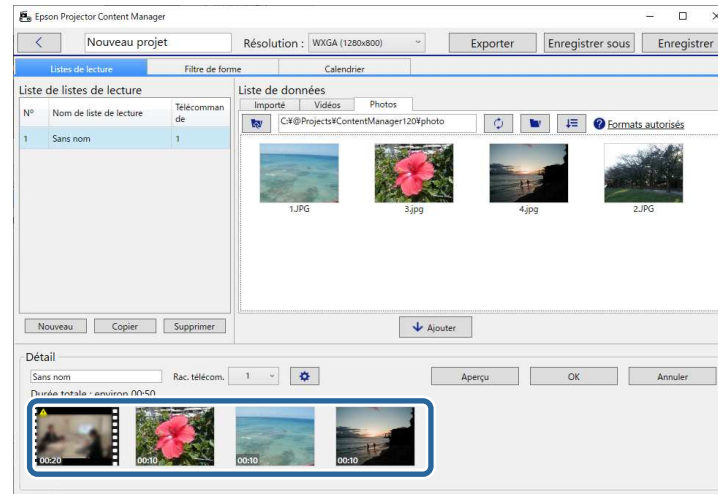 Epson Projector Content Manager
Nouveau projet
Résolution : WXGA (1280x800)
Exporter
Enregistrer sous
Enregistrer
Listes de lecture
Filtre de forme
Calendrier
Liste de listes de lecture
Nº
Nom de liste de lecture
Télécomman
de
1
Sans nom
1
Nouveau
Copier
Supprimer
Liste de données
Importé
Vidéos
Photos
C:¥@Projects¥ContentManager120¥photo
Formats autorisés
1.JPG
3.jpg
4.jpg
2.JPG
Ajouter
Détail
Sans nom
Rac. télécom.
1
Aperçu
OK
Annuler
Durée totale : environ 00:50
00:20
00:10
00:10
00:10